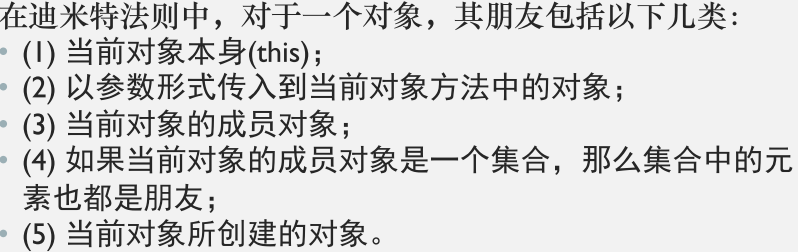 在迪米特法则中，对于一个对象，其朋友包括以下几类：
• (1) 当前对象本身(this)；
• (2) 以参数形式传入到当前对象方法中的对象；
• (3) 当前对象的成员对象；
• (4) 如果当前对象的成员对象是一个集合，那么集合中的元
素也都是朋友；
• (5) 当前对象所创建的对象。